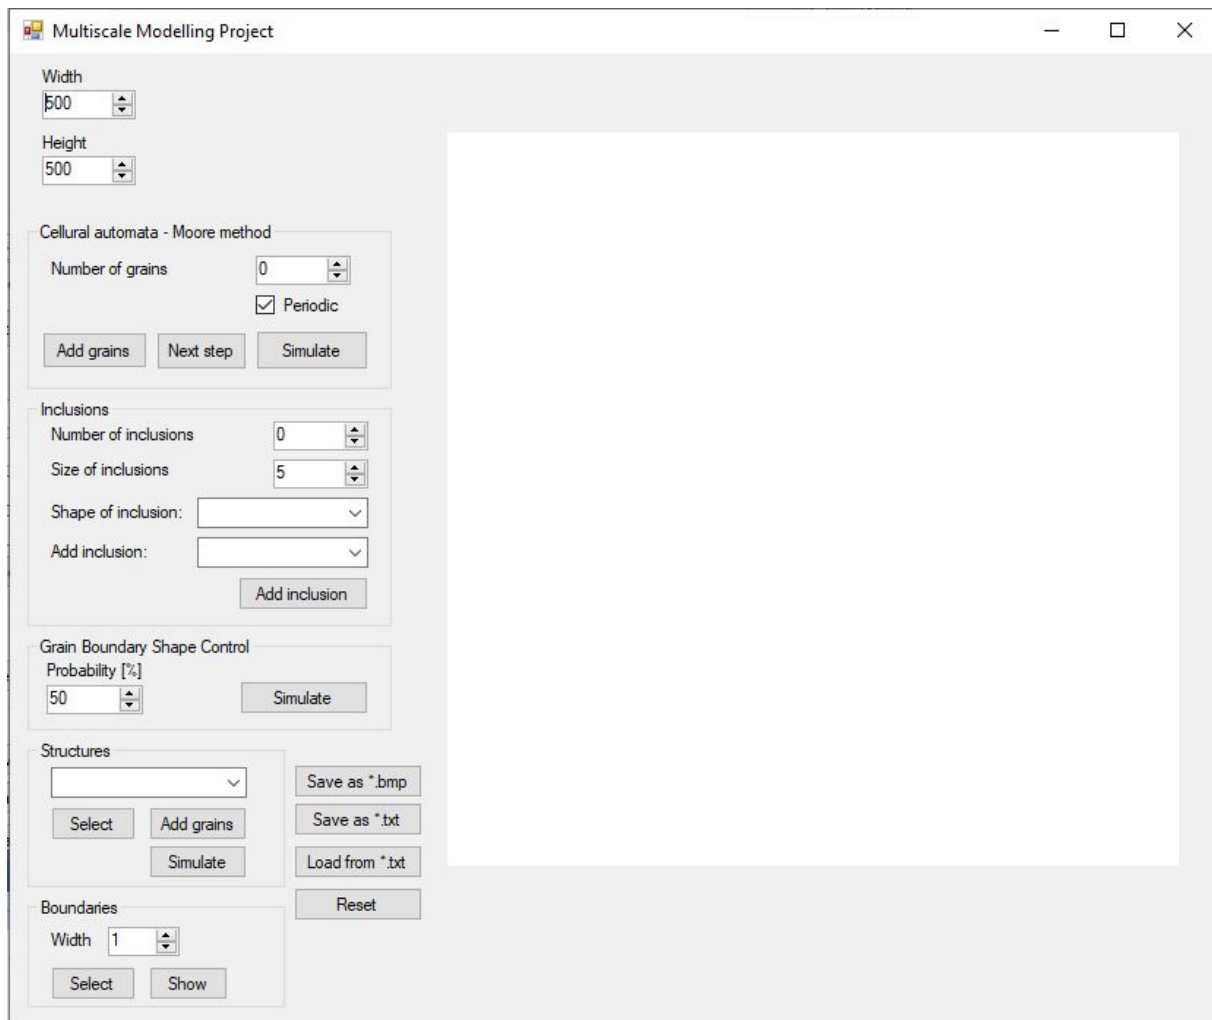 Multiscale Modelling Project
Width
500
Height
500
Cellural automata - Moore method
Number of grains 0
Periodic
Add grains Next step Simulate
Inclusions
Number of inclusions 0
Size of inclusions 5
Shape of inclusion:
Add inclusion:
Add inclusion
Grain Boundary Shape Control
Probability [%]
50 Simulate
Structures
Select Add grains
Simulate
Save as *.bmp
Save as *.txt
Load from *.txt
Reset
Boundaries
Width 1
Select Show